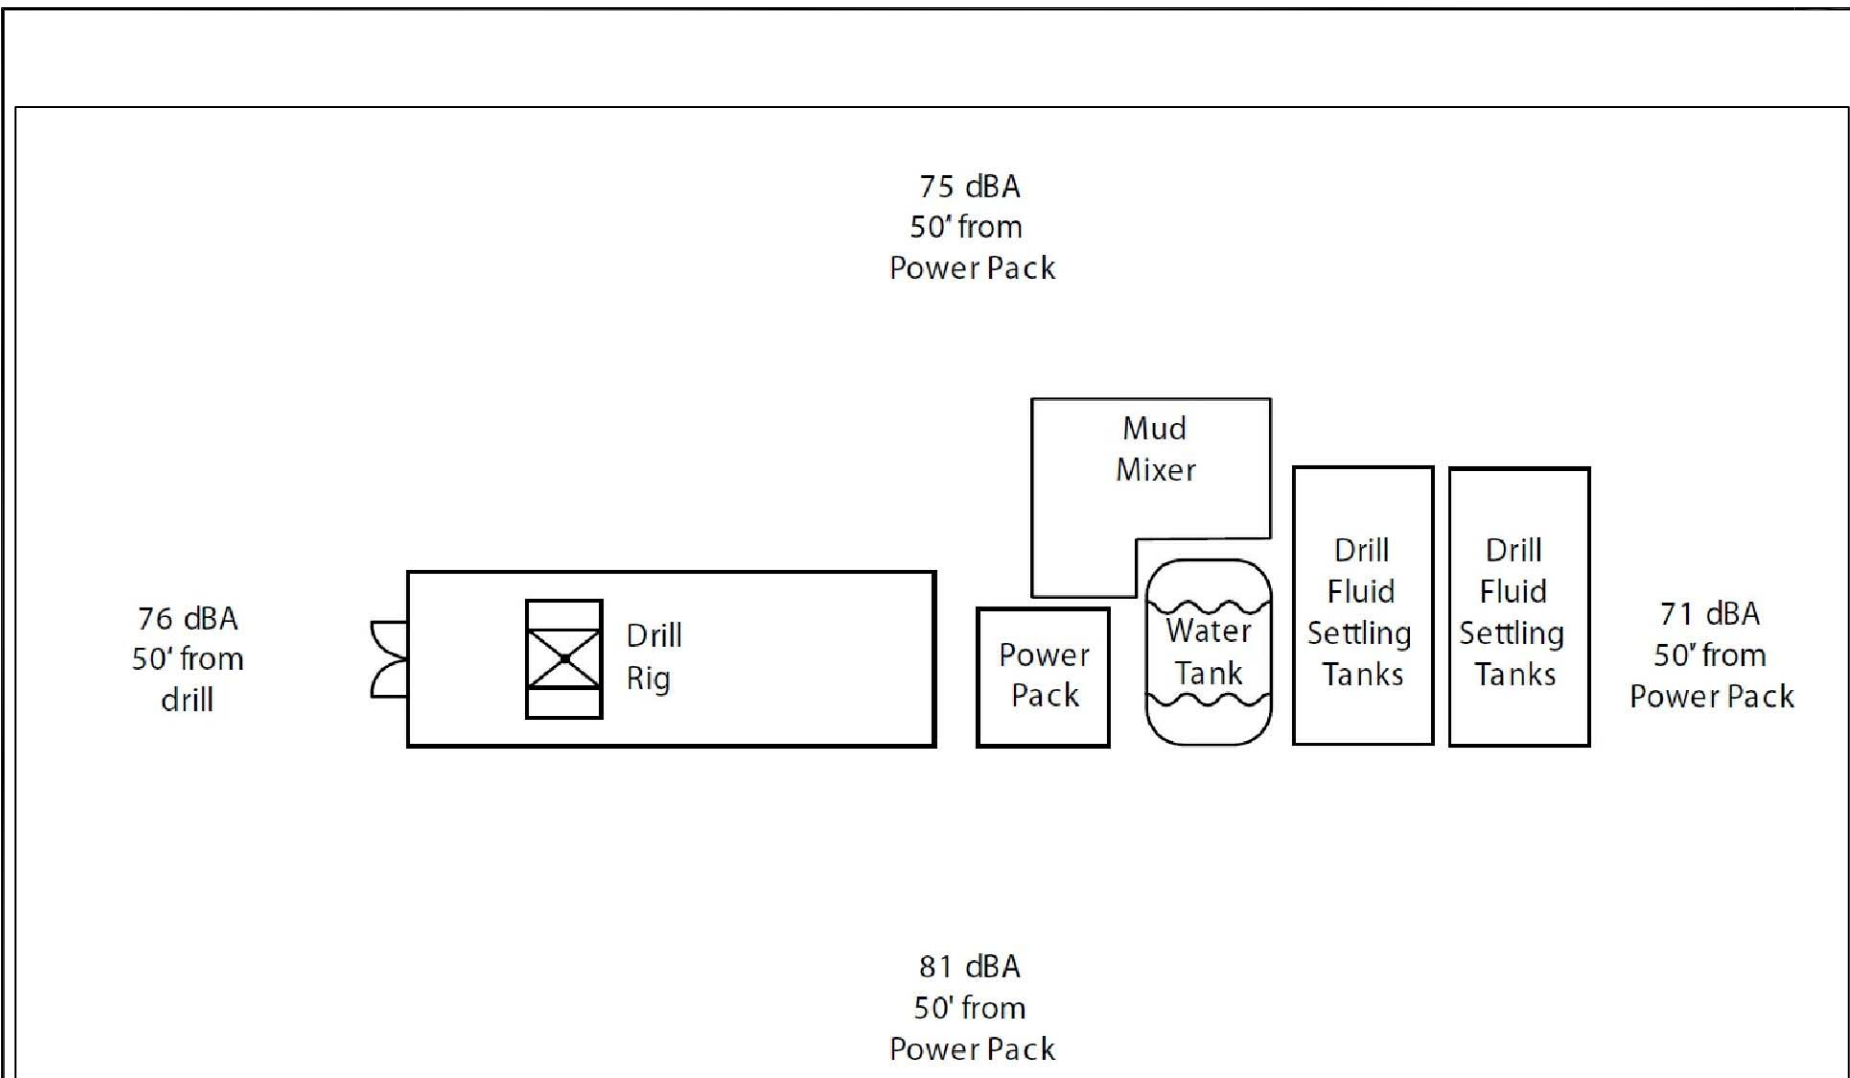 75 dBA
50' from
Power Pack
Mud
Mixer
76 dBA
50' from
drill
Drill
Rig
Power
Pack
Water
Tank
Drill
Fluid
Settling
Tanks
Drill
Fluid
Settling
Tanks
71 dBA
50' from
Power Pack
81 dBA
50' from
Power Pack